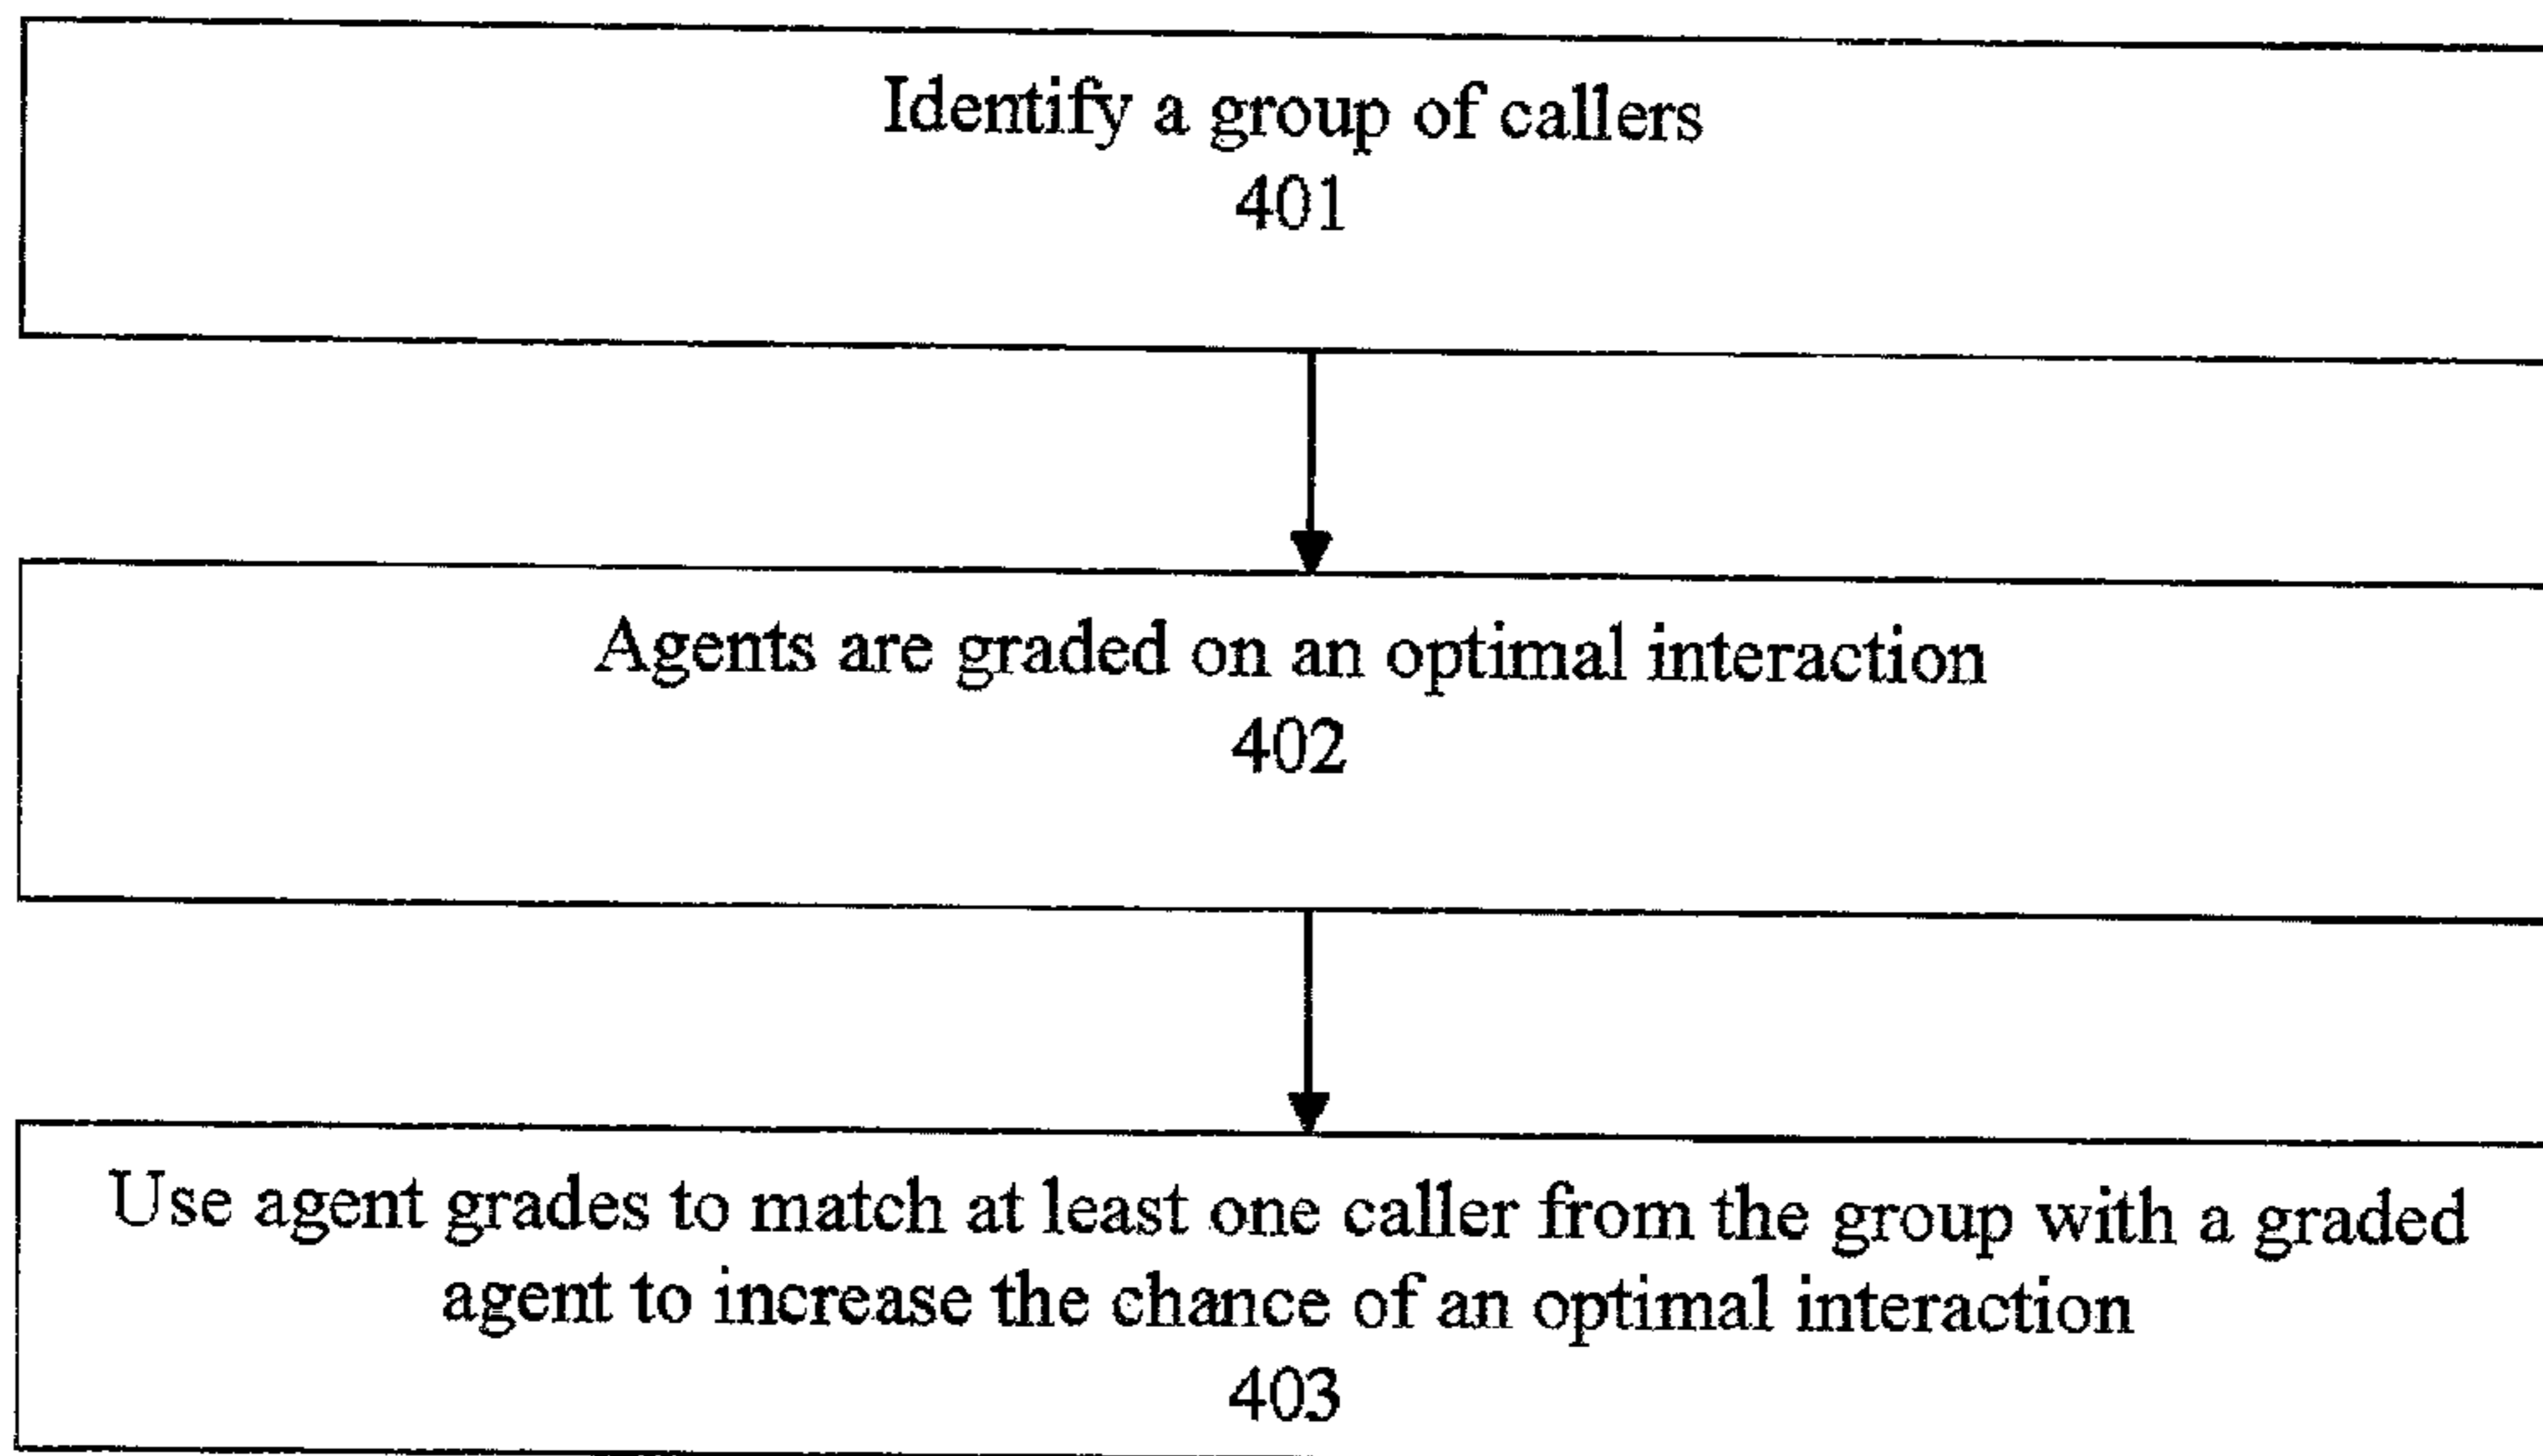 Identify a group of callers
401
Agents are graded on an optimal interaction
402
Use agent grades to match at least one caller from the group with a graded
agent to increase the chance of an optimal interaction
403